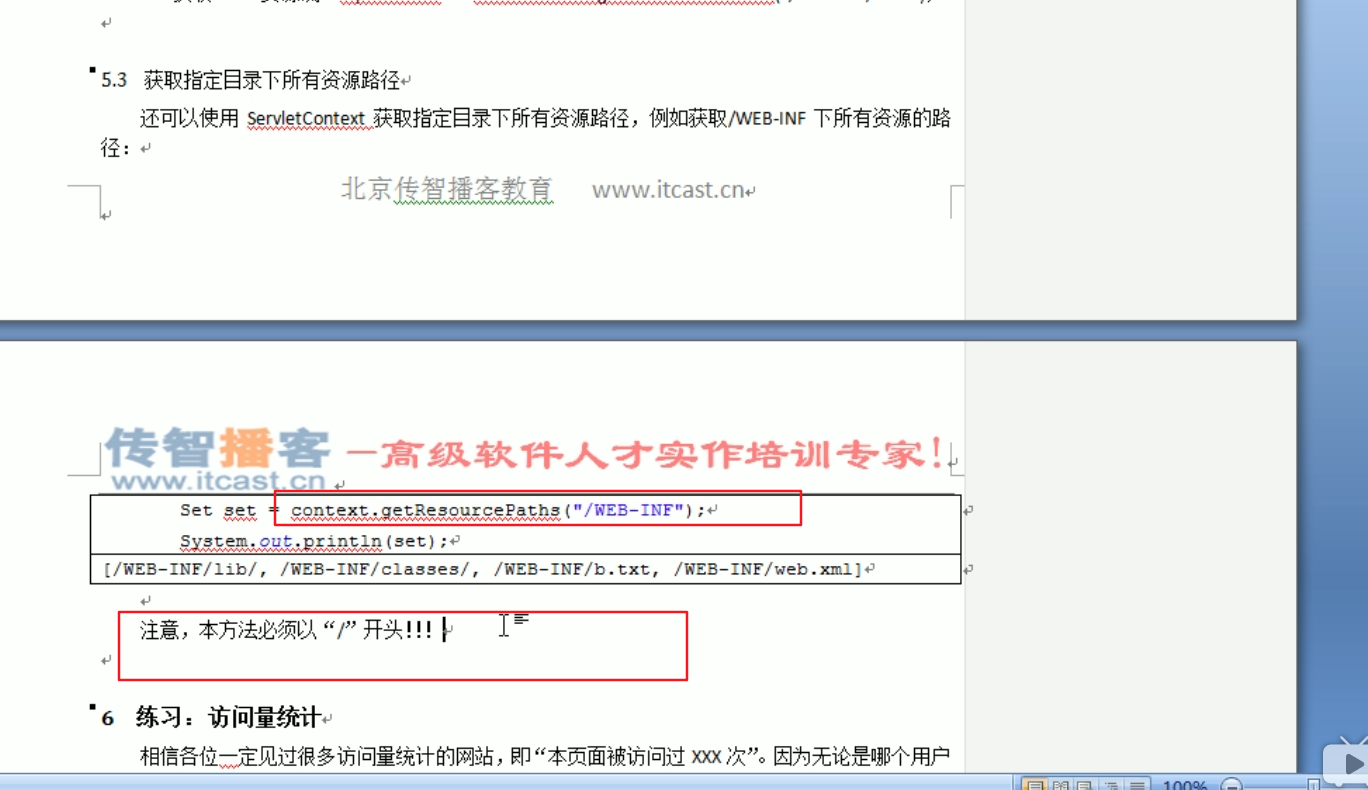 5.3 获取指定目录下所有资源路径
还可以使用 ServletContext 获取指定目录下所有资源路径，例如获取/WEB-INF 下所有资源的路
径：
北京传智播客教育 www.itcast.cn
传智播客 —高级软件人才实作培训专家!
www.itcast.cn
Set set = context.getResourcePaths("/WEB-INF");
System.out.println(set);
[/WEB-INF/lib/, /WEB-INF/classes/, /WEB-INF/b.txt, /WEB-INF/web.xml]
注意，本方法必须以“/”开头!!!
6 练习：访问量统计
相信各位一定见过很多访问量统计的网站，即“本页面被访问过 XXX 次”。因为无论是哪个用户
100%